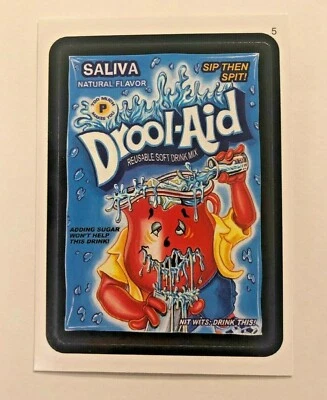 5
SALIVA
NATURAL FLAVOR
SIP THEN
SPIT!
P
Drool-Aid
REUSABLE SOFT DRINK MIX
ADDING SUGAR
WON'T HELP
THIS DRINK!
NIT WITS: DRINK THIS!